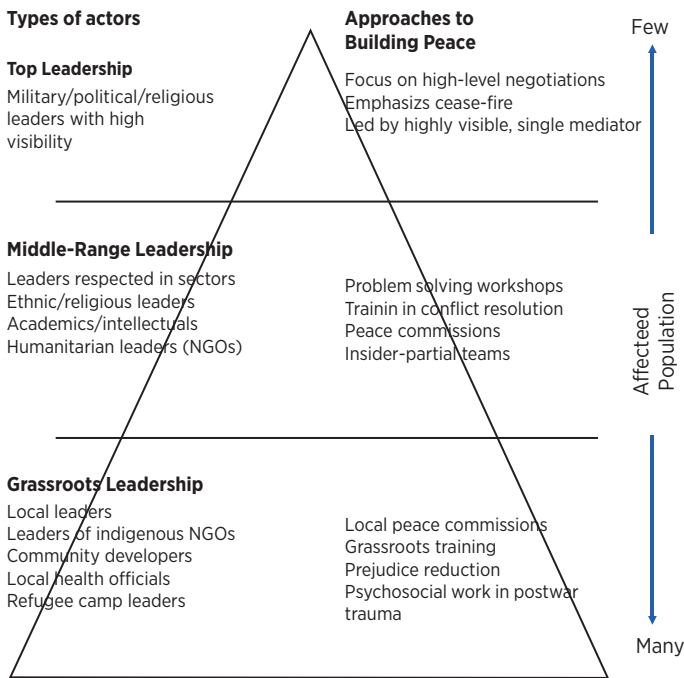 Types of actors
Approaches to
Building Peace
Few
Top Leadership
Military/political/religious
leaders with high
visibility
Focus on high-level negotiations
Emphasizs cease-fire
Led by highly visible, single mediator
Middle-Range Leadership
Leaders respected in sectors
Ethnic/religious leaders
Academics/intellectuals
Humanitarian leaders (NGOs)
Problem solving workshops
Trainin in conflict resolution
Peace commissions
Insider-partial teams
Affecteed
Population
Grassroots Leadership
Local leaders
Leaders of indigenous NGOs
Community developers
Local health officials
Refugee camp leaders
Local peace commissions
Grassroots training
Prejudice reduction
Psychosocial work in postwar
trauma
Many